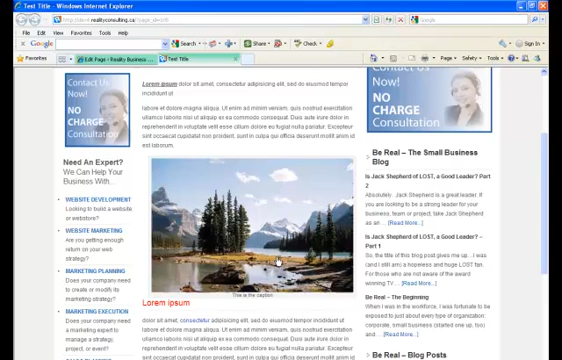 Test Title - Windows Internet Explorer
realityconsulting.ca
Google
File Edit View Favorites Tools Help
Google Search Share Check Sign In
Favorites Edit Page ‹ Reality Business ... Test Title Page Safety Tools
Contact Us
Now!
NO
CHARGE
Consultation
Need An Expert?
We Can Help Your
Business With...
WEBSITE DEVELOPMENT
Looking to build a website
or webstore?
WEBSITE MARKETING
Are you getting enough
return on your web
strategy?
MARKETING PLANNING
Does your company need
to create or modify its
marketing strategy?
MARKETING EXECUTION
Does your company need
a marketing expert to
manage a strategy,
project, or event?
Lorem ipsum dolor sit amet, consectetur adipisicing elit, sed do eiusmod tempor
incididunt ut
labore et dolore magna aliqua. Ut enim ad minim veniam, quis nostrud exercitation
ullamco laboris nisi ut aliquip ex ea commodo consequat. Duis aute irure dolor in
reprehenderit in voluptate velit esse cillum dolore eu fugiat nulla pariatur. Excepteur
sint occaecat cupidatat non proident, sunt in culpa qui officia deserunt mollit anim id
est laborum.
This is the caption
Lorem Ipsum
dolor sit amet, consectetur adipisicing elit, sed do eiusmod tempor incididunt ut
labore et dolore magna aliqua. Ut enim ad minim veniam, quis nostrud exercitation
ullamco laboris nisi ut aliquip ex ea commodo consequat. Duis aute irure dolor in
reprehenderit in voluptate velit esse cillum dolore eu fugiat nulla pariatur. Excepteur
sint occaecat cupidatat non proident, sunt in culpa qui officia deserunt mollit anim id
Contact Us
Now!
NO
CHARGE
Consultation
Be Real – The Small Business
Blog
Is Jack Shepherd of LOST, a Good Leader? Part
2
Absolutely. Jack Shepherd is a great leader. If
you are looking to be a strong leader for your
business, team or project, take Jack Shepherd
as an ... [Read More...]
Is Jack Shepherd of LOST, a Good Leader? –
Part 1
So, the title of this blog post gives me up... I was
(and I still am) a hopeless and huge LOST fan.
For those who are not aware of the award
winning TV ... [Read More...]
Be Real – The Beginning
When I was in the workforce, I was fortunate to be
exposed to just about every type of organization:
corporate, small business (started one up, too)
and ... [Read More...]
Be Real – Blog Posts